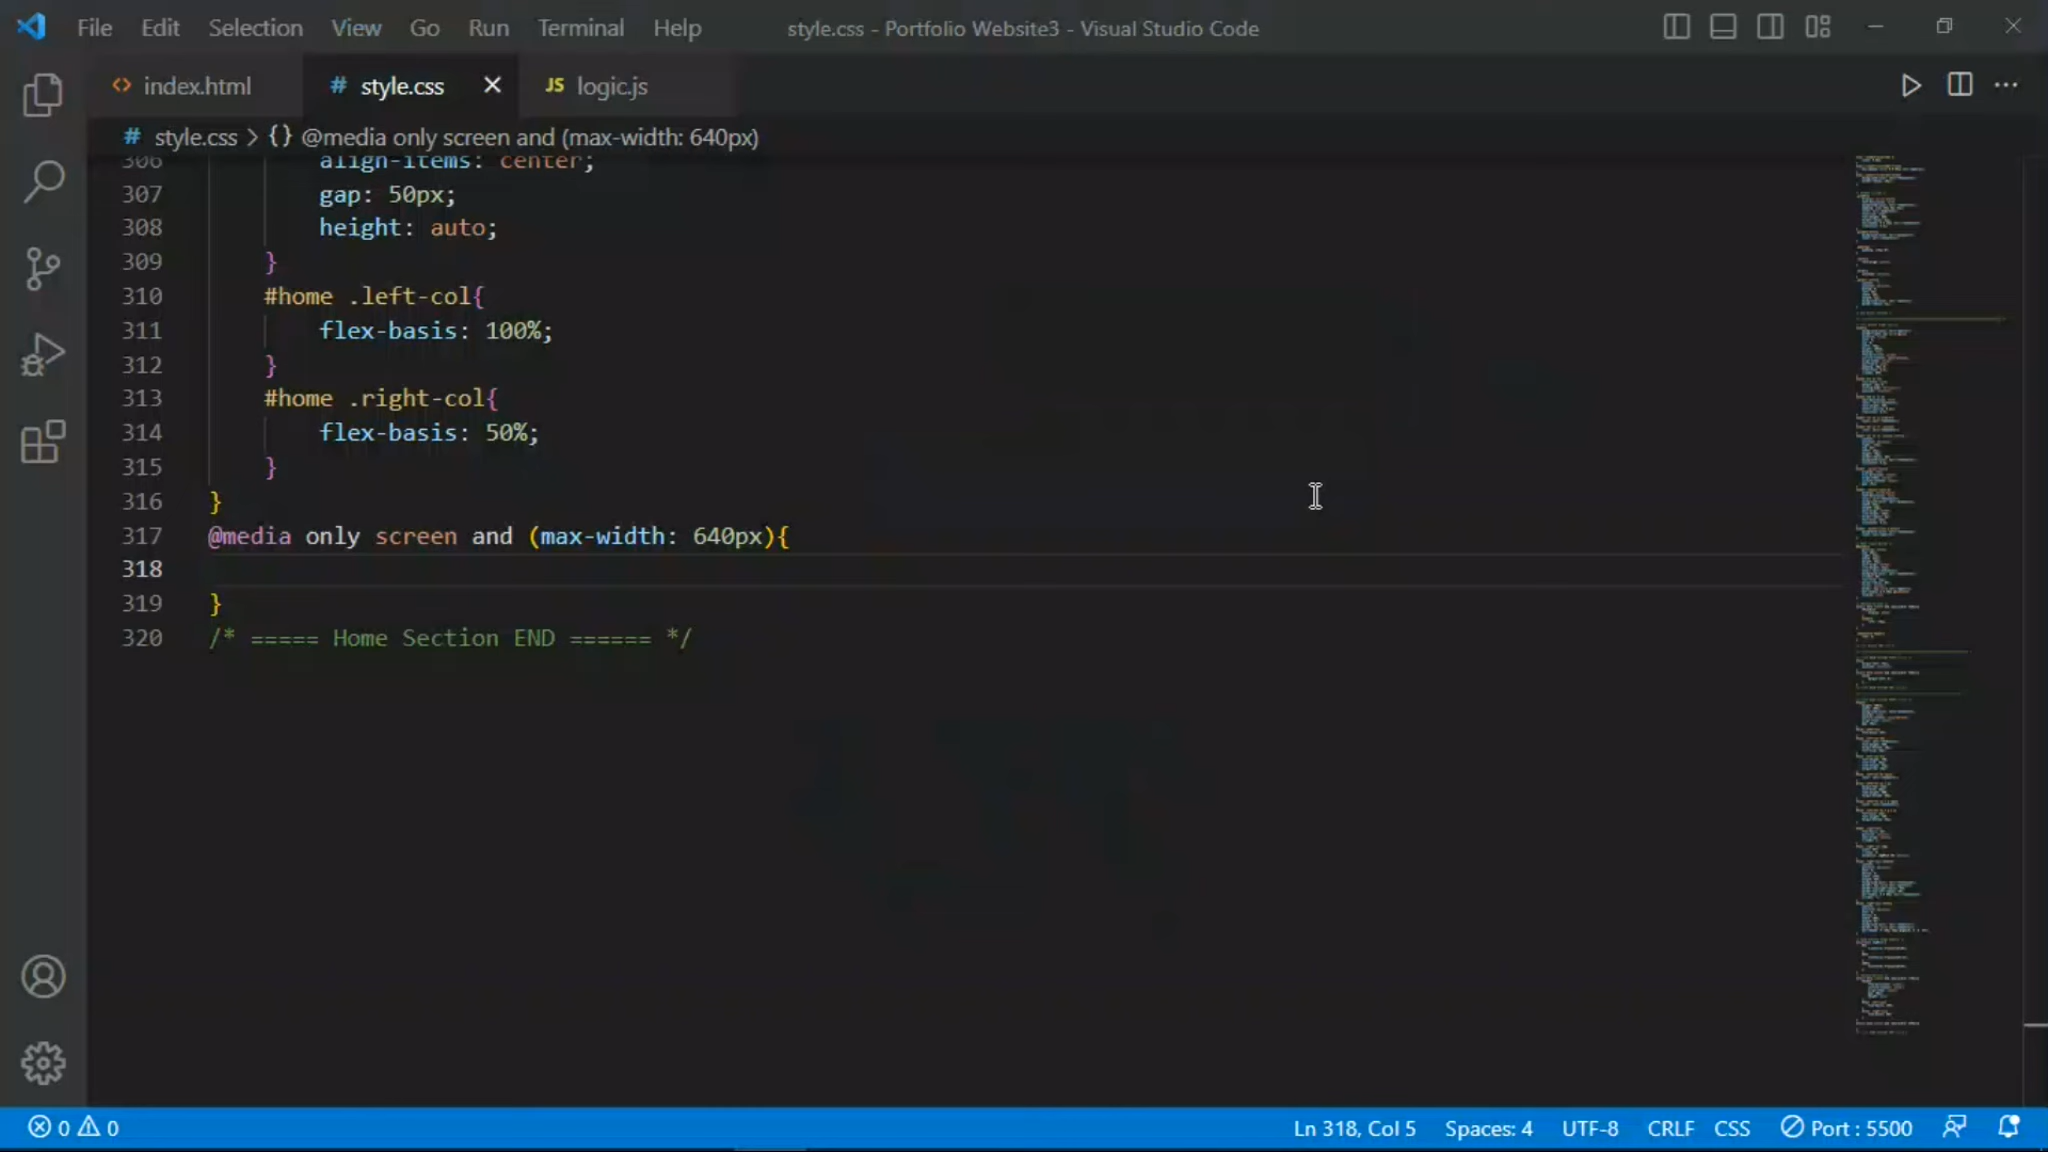 File Edit Selection View Go Run Terminal Help style.css - Portfolio Website3 - Visual Studio Code
index.html # style.css JS logic.js
# style.css > {} @media only screen and (max-width: 640px)
306 align-items: center;
307 gap: 50px;
308 height: auto;
309 }
310 #home .left-col{
311 flex-basis: 100%;
312 }
313 #home .right-col{
314 flex-basis: 50%;
315 }
316 }
317 @media only screen and (max-width: 640px){
318
319 }
320 /* ===== Home Section END ====== */
0 0 Ln 318, Col 5 Spaces: 4 UTF-8 CRLF CSS Port : 5500